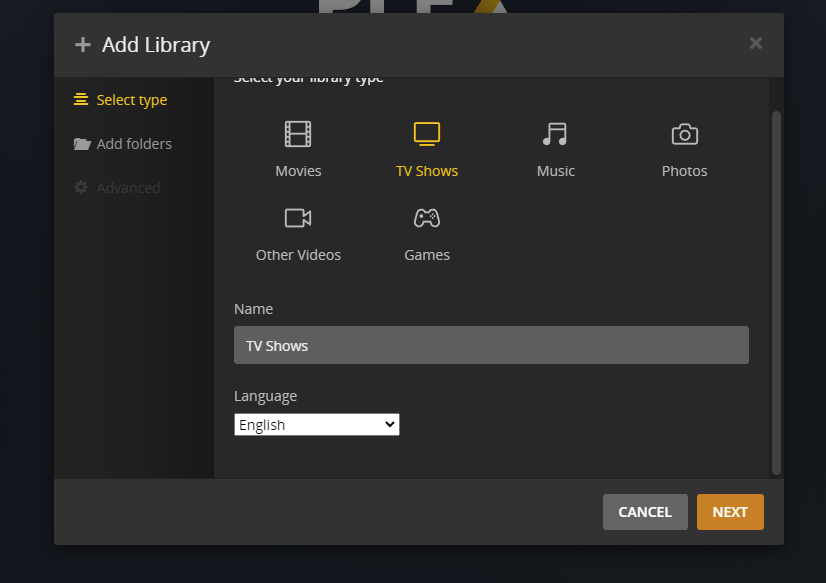 PLEX
Add Library
Select type
Add folders
Advanced
Select your library type
Movies
TV Shows
Music
Photos
Other Videos
Games
Name
TV Shows
Language
English
CANCEL
NEXT